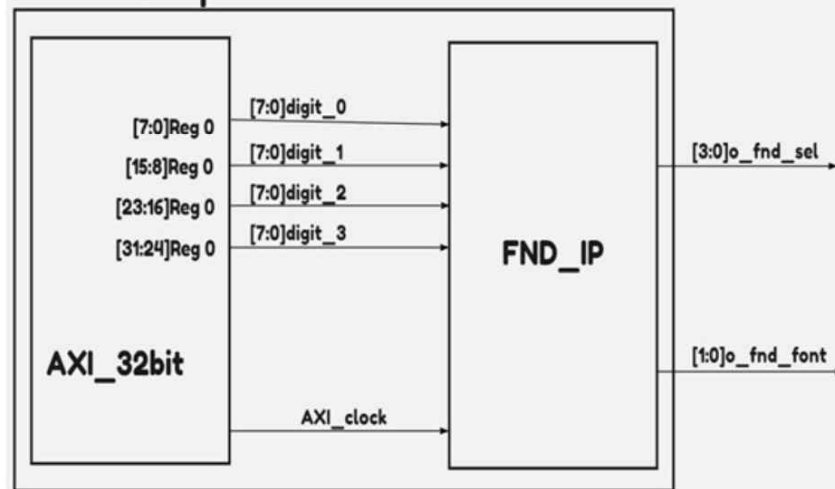 [7:0]Reg 0
[15:8]Reg 0
[23:16]Reg 0
[31:24]Reg 0
AXI_32bit
[7:0]digit_0
[7:0]digit_1
[7:0]digit_2
[7:0]digit_3
AXI_clock
FND_IP
[3:0]o_fnd_sel
[1:0]o_fnd_font